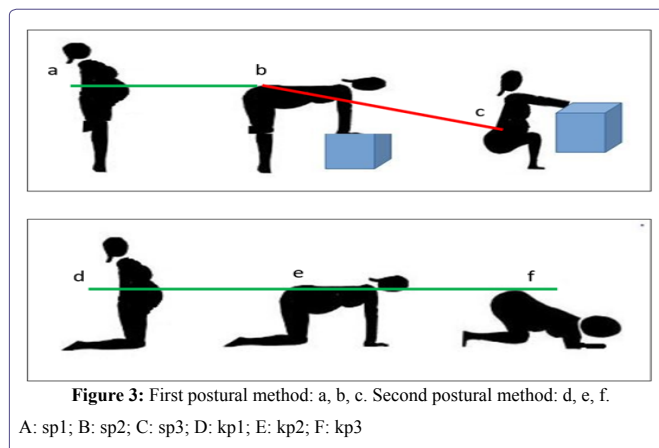 a b c
d e f
Figure 3: First postural method: a, b, c. Second postural method: d, e, f.
A: sp1; B: sp2; C: sp3; D: kp1; E: kp2; F: kp3